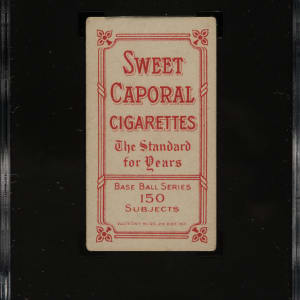 SWEET
CAPORAL
CIGARETTES
The Standard
for Years
BASE BALL SERIES
150
SUBJECTS